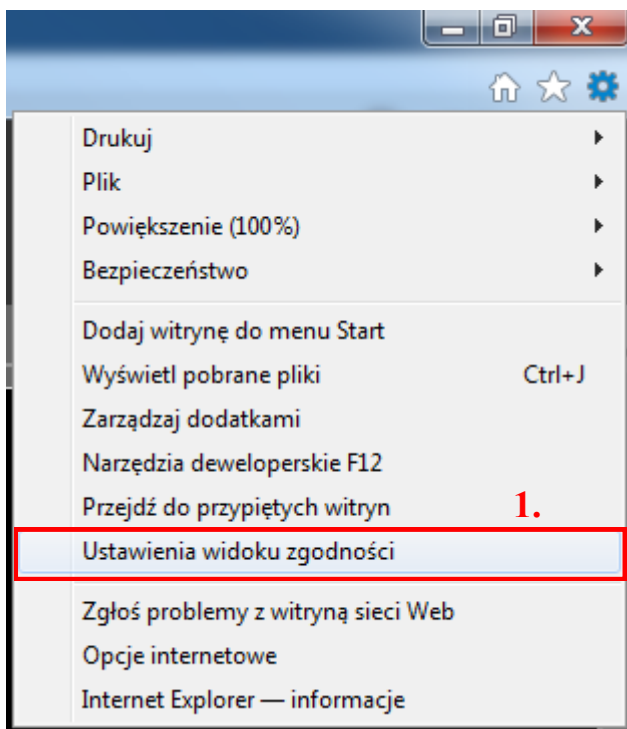 Drukuj
Plik
Powiększenie (100%)
Bezpieczeństwo
Dodaj witrynę do menu Start
Wyświetl pobrane pliki Ctrl+J
Zarządzaj dodatkami
Narzędzia deweloperskie F12
Przejdź do przypiętych witryn 1.
Ustawienia widoku zgodności
Zgłoś problemy z witryną sieci Web
Opcje internetowe
Internet Explorer — informacje